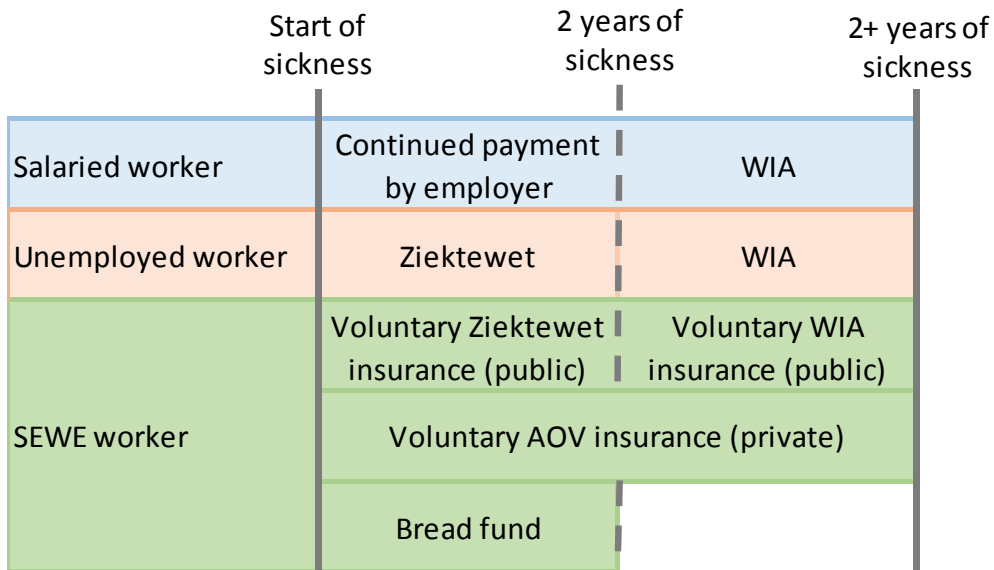 Start of
sickness
2 years of
sickness
2+ years of
sickness
Salaried worker
Continued payment
by employer
WIA
Unemployed worker
Ziektewet
WIA
SEWE worker
Voluntary Ziektewet
insurance (public)
Voluntary WIA
insurance (public)
Voluntary AOV insurance (private)
Bread fund